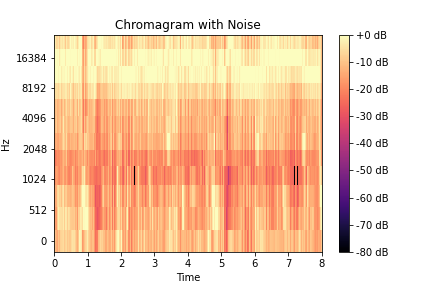 Chromagram with Noise
Hz
16384
8192
4096
2048
1024
512
0
0 1 2 3 4 5 6 7 8
Time
+0 dB
-10 dB
-20 dB
-30 dB
-40 dB
-50 dB
-60 dB
-70 dB
-80 dB